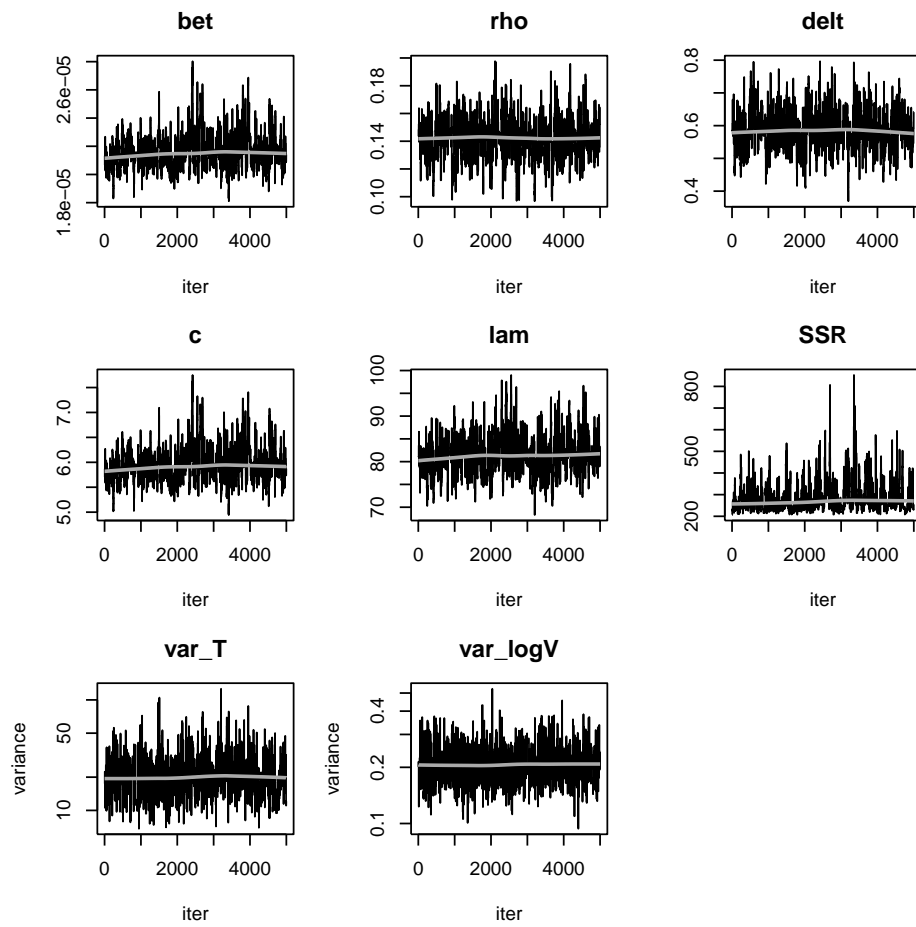 bet
rho
delt
1.8e−05
2.6e−05
0.10
0.14
0.18
0.4
0.6
0.8
0
2000
4000
0
2000
4000
0
2000
4000
iter
iter
iter
c
lam
SSR
5.0
6.0
7.0
70
80
90
100
200
500
800
0
2000
4000
0
2000
4000
0
2000
4000
iter
iter
iter
var_T
var_logV
variance
10
50
variance
0.1
0.2
0.4
0
2000
4000
0
2000
4000
iter
iter